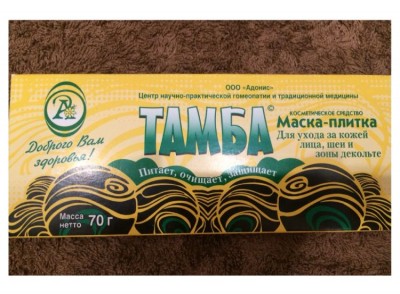 ООО «Адонис»
Центр научно-практической гомеопатии и традиционной медицины
ТАМБА©
КОСМЕТИЧЕСКОЕ СРЕДСТВО
Маска-плитка
Для ухода за кожей
лица, шеи и
зоны декольте
Доброго Вам
здоровья!
Питает, очищает, защищает
Масса
нетто 70 г